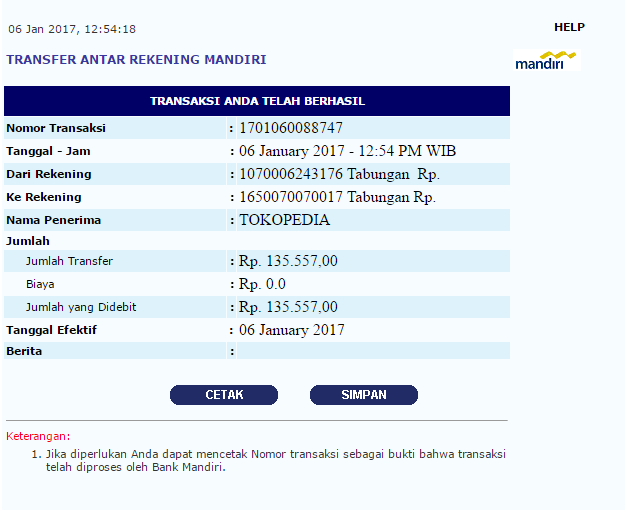 06 Jan 2017, 12:54:18
HELP
TRANSFER ANTAR REKENING MANDIRI
mandiri
TRANSAKSI ANDA TELAH BERHASIL
Nomor Transaksi : 1701060088747
Tanggal - Jam : 06 January 2017 - 12:54 PM WIB
Dari Rekening : 1070006243176 Tabungan Rp.
Ke Rekening : 1650070070017 Tabungan Rp.
Nama Penerima : TOKOPEDIA
Jumlah
Jumlah Transfer : Rp. 135.557,00
Biaya : Rp. 0.0
Jumlah yang Didebit : Rp. 135.557,00
Tanggal Efektif : 06 January 2017
Berita :
CETAK SIMPAN
Keterangan:
1. Jika diperlukan Anda dapat mencetak Nomor transaksi sebagai bukti bahwa transaksi
telah diproses oleh Bank Mandiri.